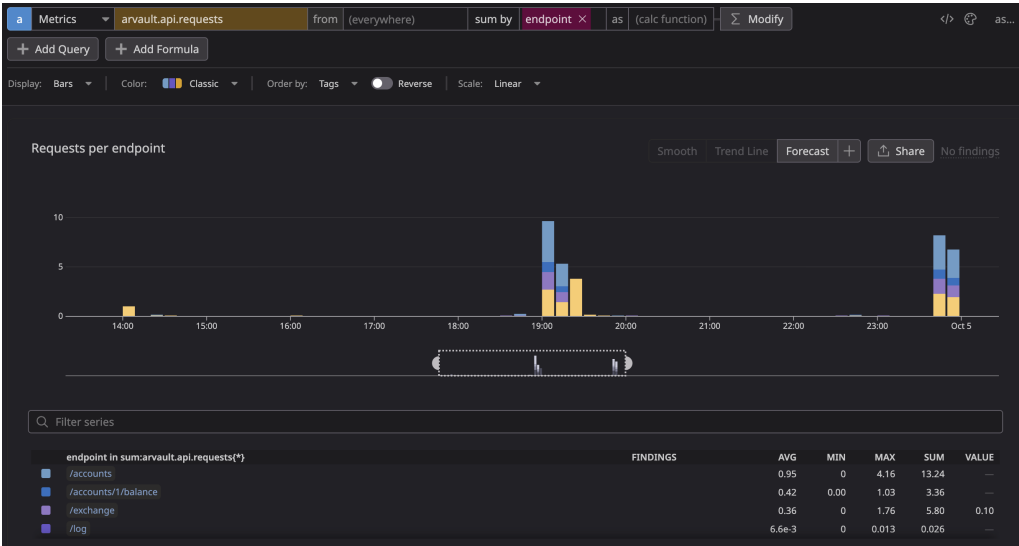 a Metrics arvault.api.requests from (everywhere) sum by endpoint × as (calc function) Σ Modify </> as...
+ Add Query + Add Formula
Display: Bars Color: Classic Order by: Tags Reverse Scale: Linear
Requests per endpoint Smooth Trend Line Forecast + Share No findings
10
5
0
14:00 15:00 16:00 17:00 18:00 19:00 20:00 21:00 22:00 23:00 Oct 5
Filter series
endpoint in sum:arvault.api.requests{*} FINDINGS AVG MIN MAX SUM VALUE
/accounts 0.95 0 4.16 13.24 —
/accounts/1/balance 0.42 0.00 1.03 3.36 —
/exchange 0.36 0 1.76 5.80 0.10
/log 6.6e-3 0 0.013 0.026 —